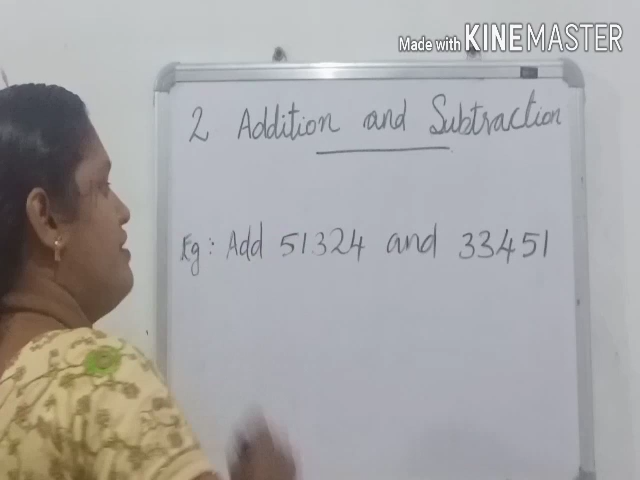 Made with KINEMASTER
2 Addition and Subtraction
Eg: Add 51324 and 33451